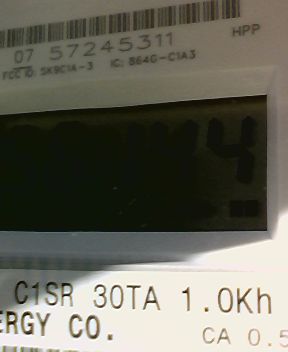 07 57245311
HPP
FCC ID: SK9C1A-3 IC: 864G-C1A3
4
C1SR 30TA 1.0Kh
ERGY CO.
CA 0.5